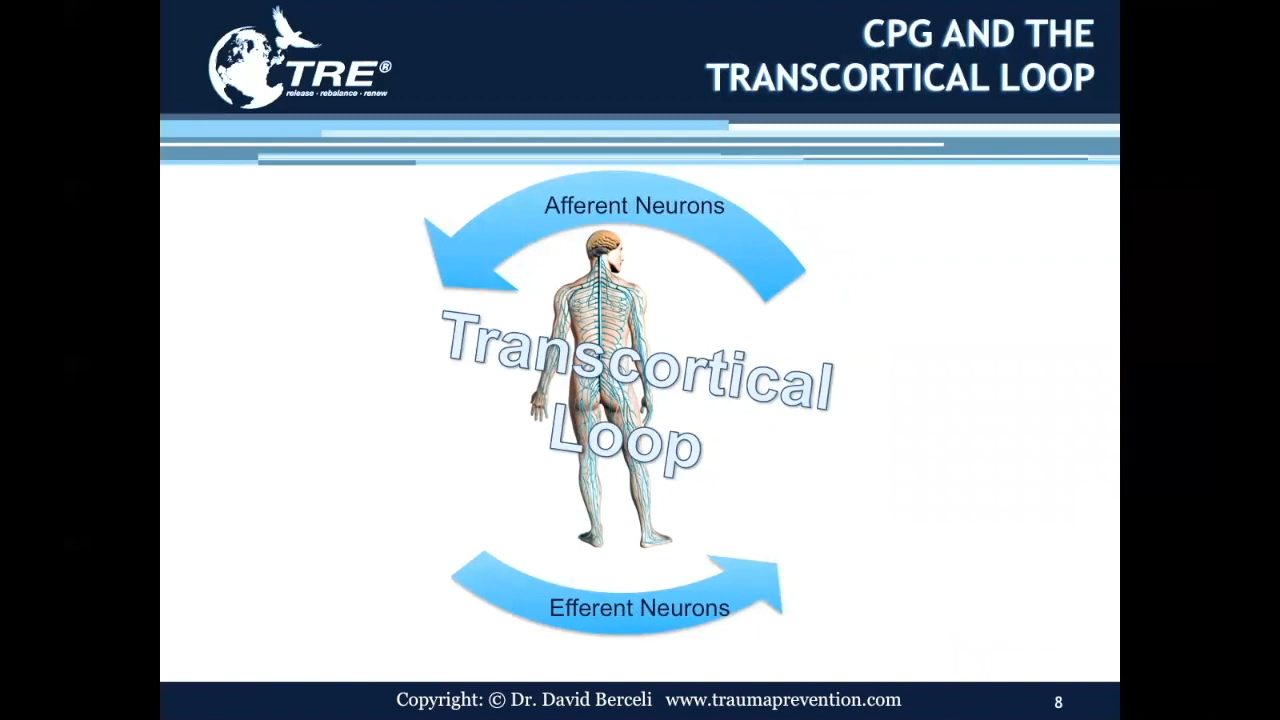 TRE®
release · rebalance · renew
CPG AND THE
TRANSCORTICAL LOOP
Afferent Neurons
Transcortical
Loop
Efferent Neurons
Copyright: © Dr. David Berceli www.traumaprevention.com
8